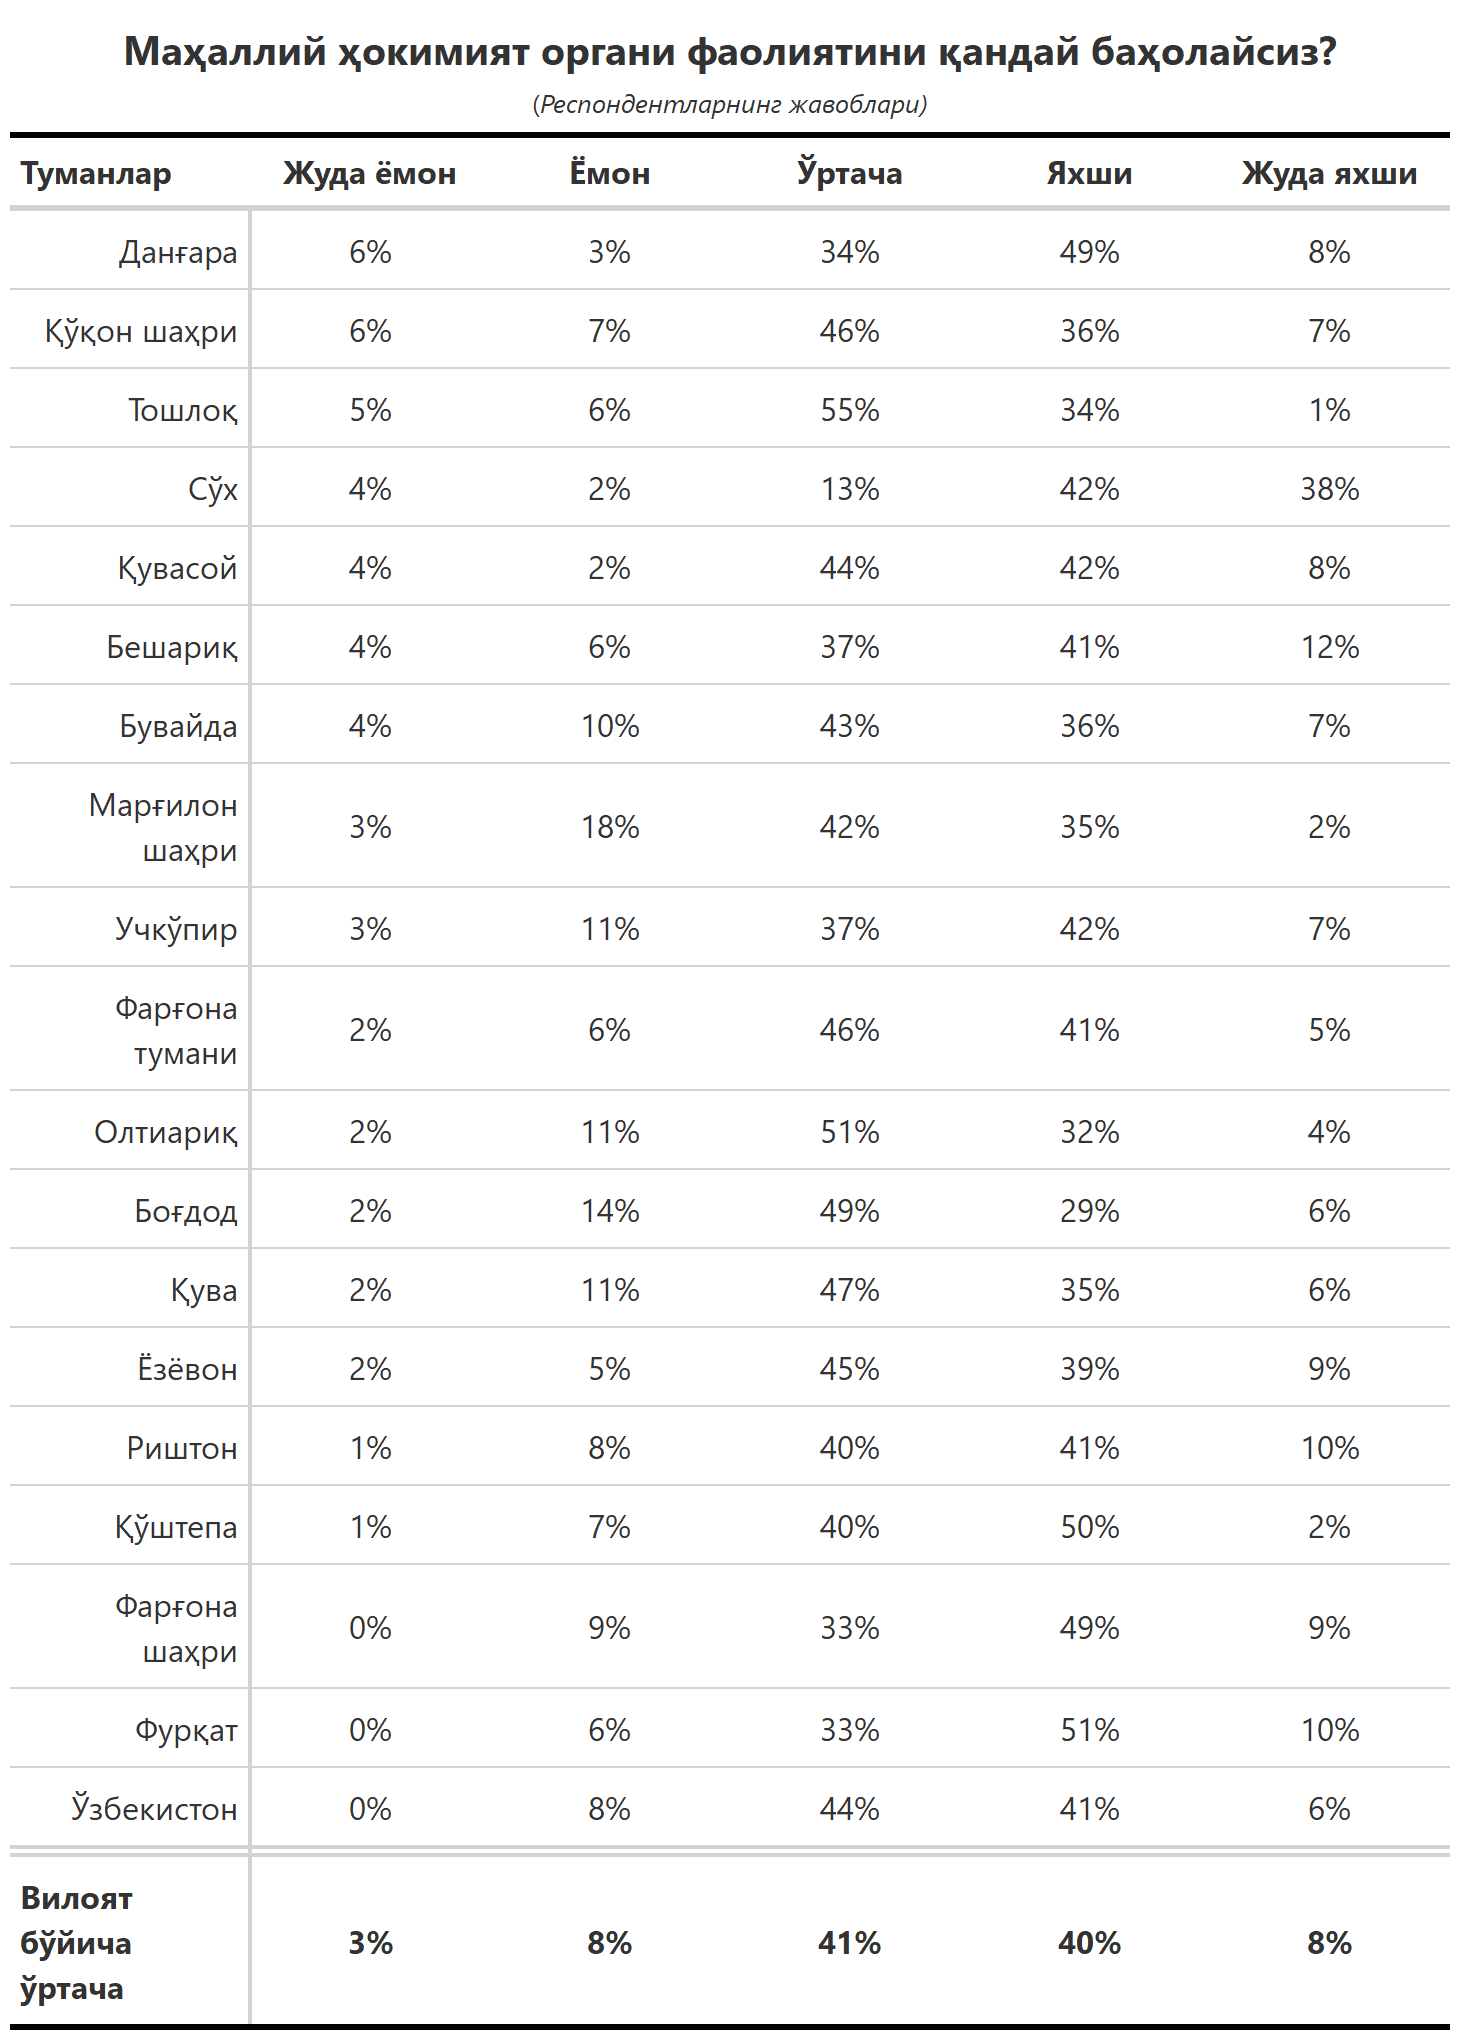 Маҳаллий ҳокимият органи фаолиятини қандай баҳолайсиз?
(Респондентларнинг жавоблари)
Туманлар Жуда ёмон Ёмон Ўртача Яхши Жуда яхши
Данғара 6% 3% 34% 49% 8%
Қўқон шаҳри 6% 7% 46% 36% 7%
Тошлоқ 5% 6% 55% 34% 1%
Сўх 4% 2% 13% 42% 38%
Қувасой 4% 2% 44% 42% 8%
Бешариқ 4% 6% 37% 41% 12%
Бувайда 4% 10% 43% 36% 7%
Марғилон
шаҳри 3% 18% 42% 35% 2%
Учкўпир 3% 11% 37% 42% 7%
Фарғона
тумани 2% 6% 46% 41% 5%
Олтиариқ 2% 11% 51% 32% 4%
Боғдод 2% 14% 49% 29% 6%
Қува 2% 11% 47% 35% 6%
Ёзёвон 2% 5% 45% 39% 9%
Риштон 1% 8% 40% 41% 10%
Қўштепа 1% 7% 40% 50% 2%
Фарғона
шаҳри 0% 9% 33% 49% 9%
Фурқат 0% 6% 33% 51% 10%
Ўзбекистон 0% 8% 44% 41% 6%
Вилоят
бўйича 3% 8% 41% 40% 8%
ўртача